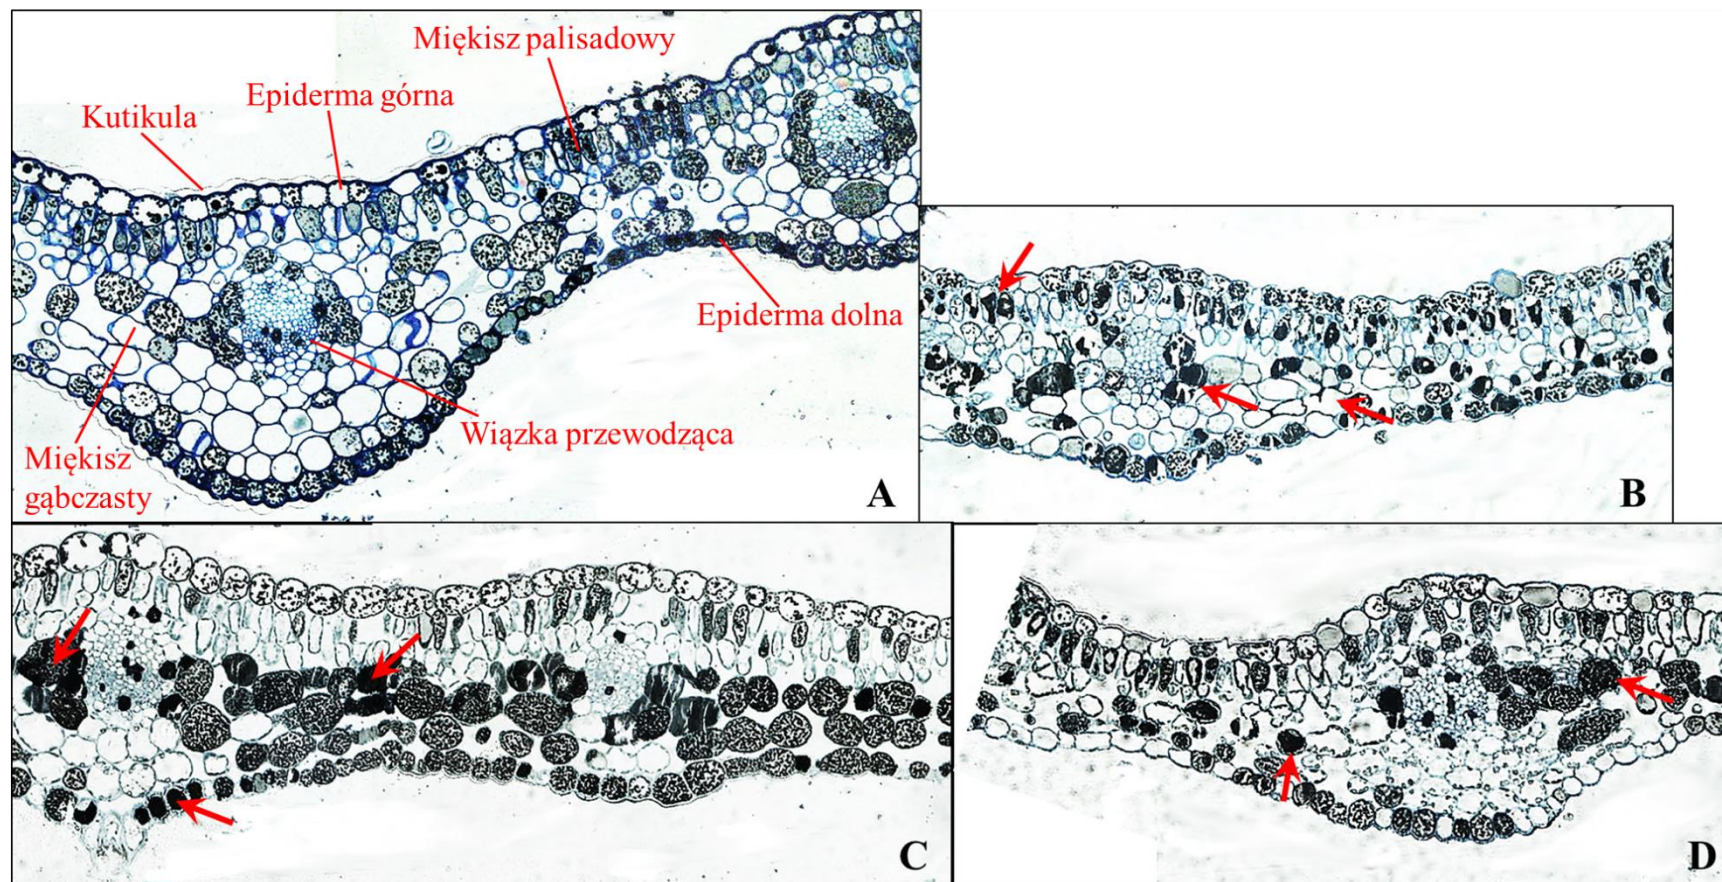 Miękisz palisadowy
Epiderma górna
Kutikula
Epiderma dolna
Wiązka przewodząca
Miękisz
gąbczasty
A
B
C
D